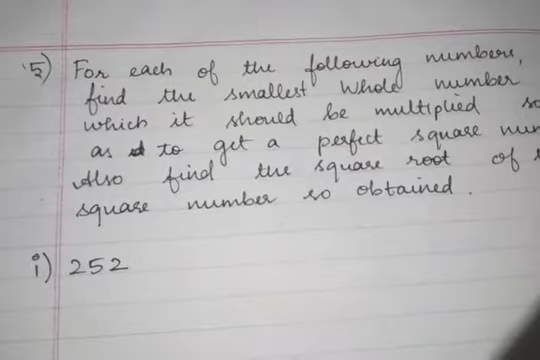 5) For each of the following numbers,
find the smallest whole number
which it should be multiplied so
as to get a perfect square num
Also find the square root of
square number so obtained.
i) 252